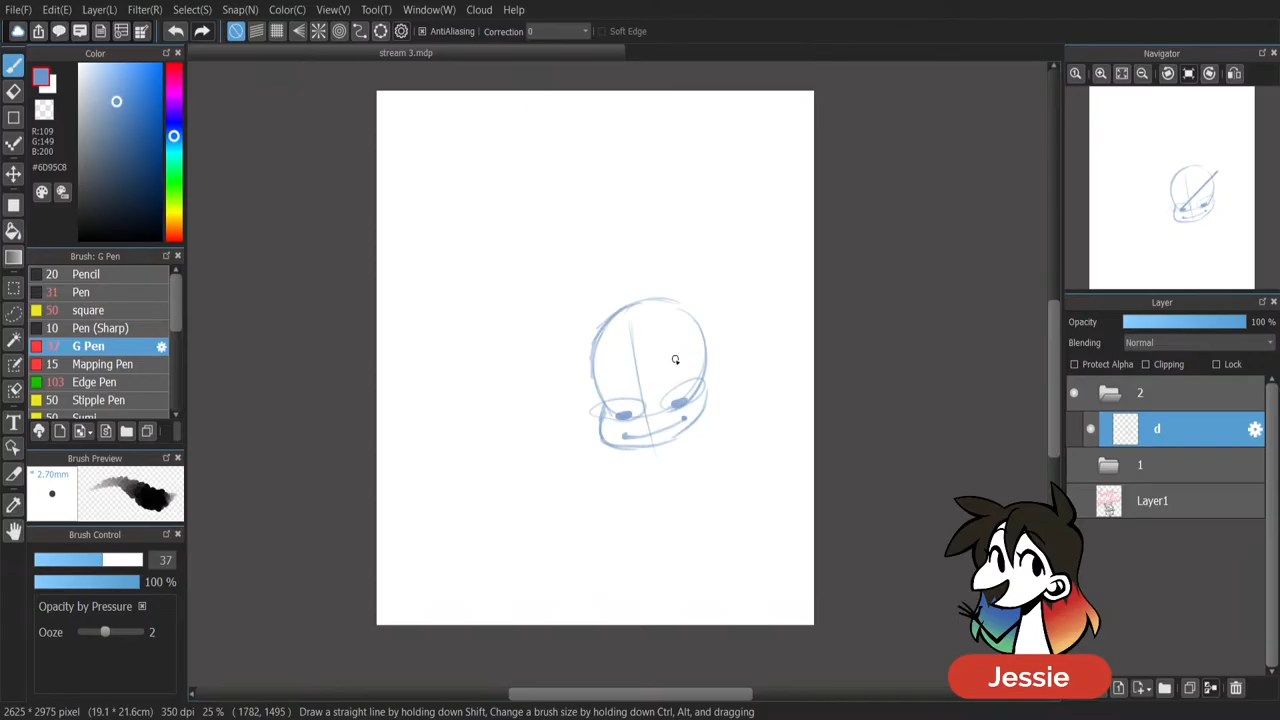 File(F) Edit(E) Layer(L) Filter(R) Select(S) Snap(N) Color(C) View(V) Tool(T) Window(W) Cloud Help
AntiAliasing Correction 0 Soft Edge
Color
stream 3.mdp
Navigator
R:109
G:149
B:200
#6D95C8
Brush: G Pen
20 Pencil
31 Pen
50 square
10 Pen (Sharp)
37 G Pen
15 Mapping Pen
103 Edge Pen
50 Stipple Pen
50 Sumi
Layer
Opacity 100 %
Blending Normal
Protect Alpha Clipping Lock
2
d
1
Layer1
Brush Preview
* 2.70mm
Brush Control
37
100 %
Opacity by Pressure
Ooze 2
Jessie
2625 * 2975 pixel (19.1 * 21.6cm) 350 dpi 25 % ( 1782, 1495) Draw a straight line by holding down Shift, Change a brush size by holding down Ctrl, Alt, and dragging